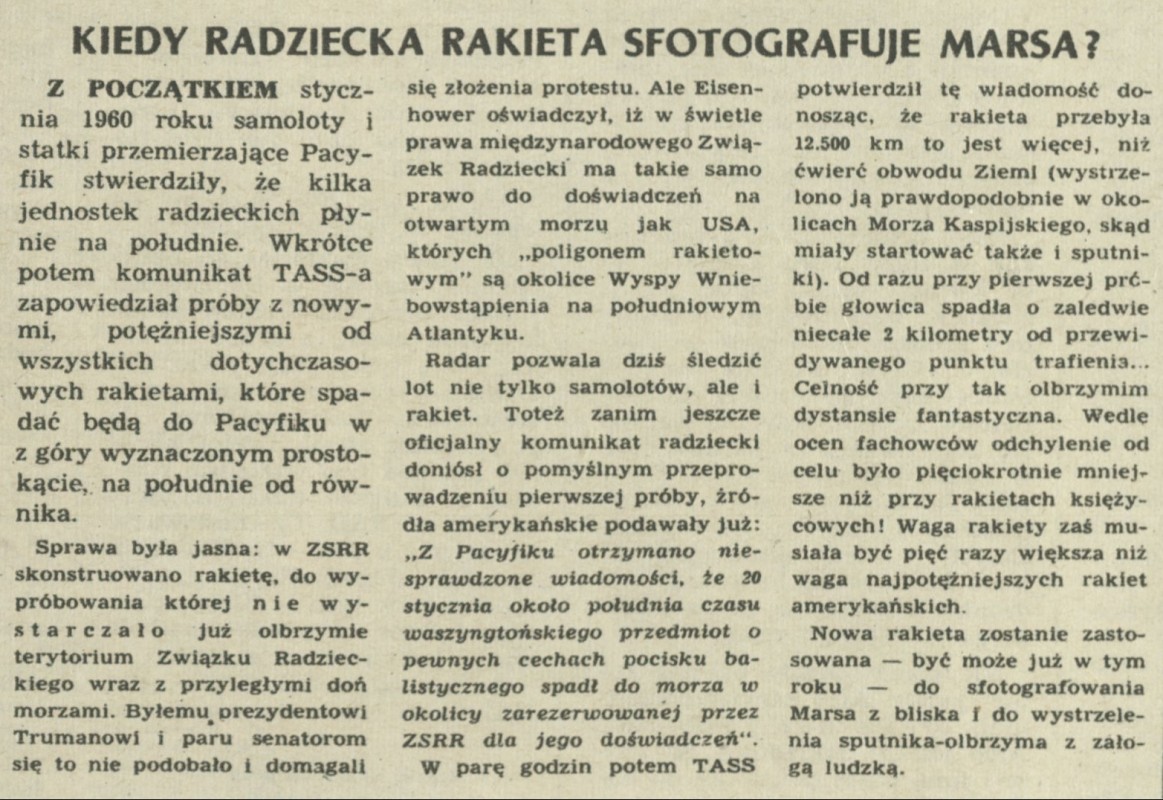 KIEDY RADZIECKA RAKIETA SFOTOGRAFUJE MARSA?
Z POCZĄTKIEM stycz-
nia 1960 roku samoloty i
statki przemierzające Pacy-
fik stwierdziły, że kilka
jednostek radzieckich pły-
nie na południe. Wkrótce
potem komunikat TASS-a
zapowiedział próby z nowy-
mi, potężniejszymi od
wszystkich dotychczaso-
wych rakietami, które spa-
dać będą do Pacyfiku w
z góry wyznaczonym prosto-
kącie, na południe od rów-
nika.
Sprawa była jasna: w ZSRR
skonstruowano rakietę, do wy-
próbowania której nie wy-
starczało już olbrzymie
terytorium Związku Radziec-
kiego wraz z przyległymi doń
morzami. Byłemu prezydentowi
Trumanowi i paru senatorom
się to nie podobało i domagali
się złożenia protestu. Ale Eisen-
hower oświadczył, iż w świetle
prawa międzynarodowego Zwią-
zek Radziecki ma takie samo
prawo do doświadczeń na
otwartym morzu jak USA,
których „poligonem rakieto-
wym” są okolice Wyspy Wnie-
bowstąpienia na południowym
Atlantyku.
Radar pozwala dziś śledzić
lot nie tylko samolotów, ale i
rakiet. Toteż zanim jeszcze
oficjalny komunikat radziecki
doniósł o pomyślnym przepro-
wadzeniu pierwszej próby, źró-
dła amerykańskie podawały już:
„Z Pacyfiku otrzymano nie-
sprawdzone wiadomości, że 20
stycznia około południa czasu
waszyngtońskiego przedmiot o
pewnych cechach pocisku ba-
listycznego spadł do morza w
okolicy zarezerwowanej przez
ZSRR dla jego doświadczeń“.
W parę godzin potem TASS
potwierdził tę wiadomość do-
nosząc, że rakieta przebyła
12.500 km to jest więcej, niż
ćwierć obwodu Ziemi (wystrze-
lono ją prawdopodobnie w oko-
licach Morza Kaspijskiego, skąd
miały startować także i sputni-
ki). Od razu przy pierwszej pró-
bie głowica spadła o zaledwie
niecałe 2 kilometry od przewi-
dywanego punktu trafienia...
Celność przy tak olbrzymim
dystansie fantastyczna. Wedle
ocen fachowców odchylenie od
celu było pięciokrotnie mniej-
sze niż przy rakietach księży-
cowych! Waga rakiety zaś mu-
siała być pięć razy większa niż
waga najpotężniejszych rakiet
amerykańskich.
Nowa rakieta zostanie zasto-
sowana — być może już w tym
roku — do sfotografowania
Marsa z bliska i do wystrzele-
nia sputnika-olbrzyma z zało-
gą ludzką.